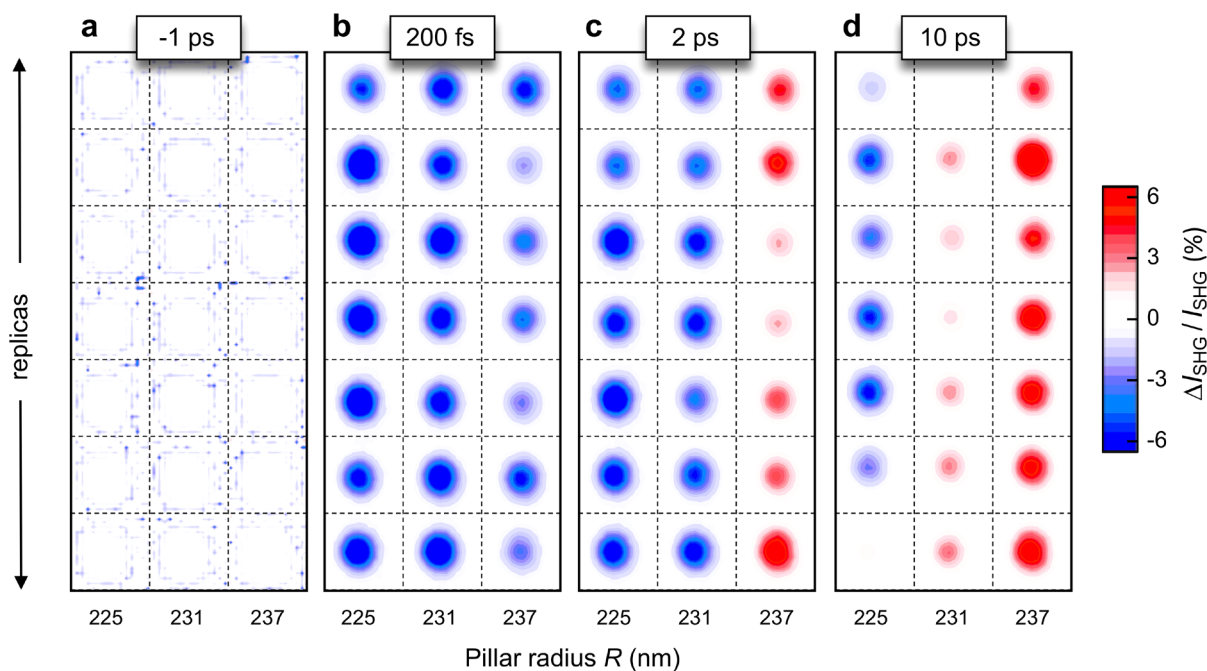 a
-1 ps
b
200 fs
c
2 ps
d
10 ps
replicas
6
3
0
-3
-6
ΔI_SHG / I_SHG (%)
225 231 237
225 231 237
225 231 237
225 231 237
Pillar radius R (nm)